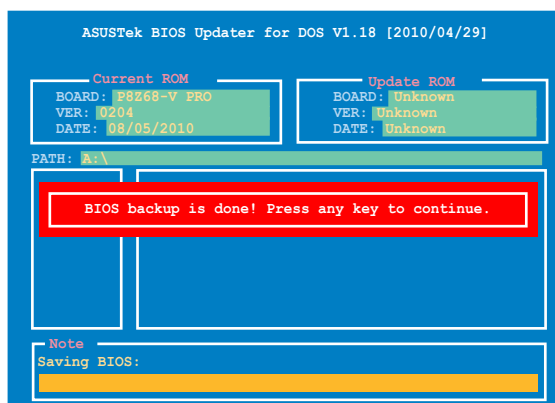 ASUSTek BIOS Updater for DOS V1.18 [2010/04/29]
Current ROM
BOARD: P8Z68-V PRO
VER: 0204
DATE: 08/05/2010
Update ROM
BOARD: Unknown
VER: Unknown
DATE: Unknown
PATH: A:\
BIOS backup is done! Press any key to continue.
Note
Saving BIOS: